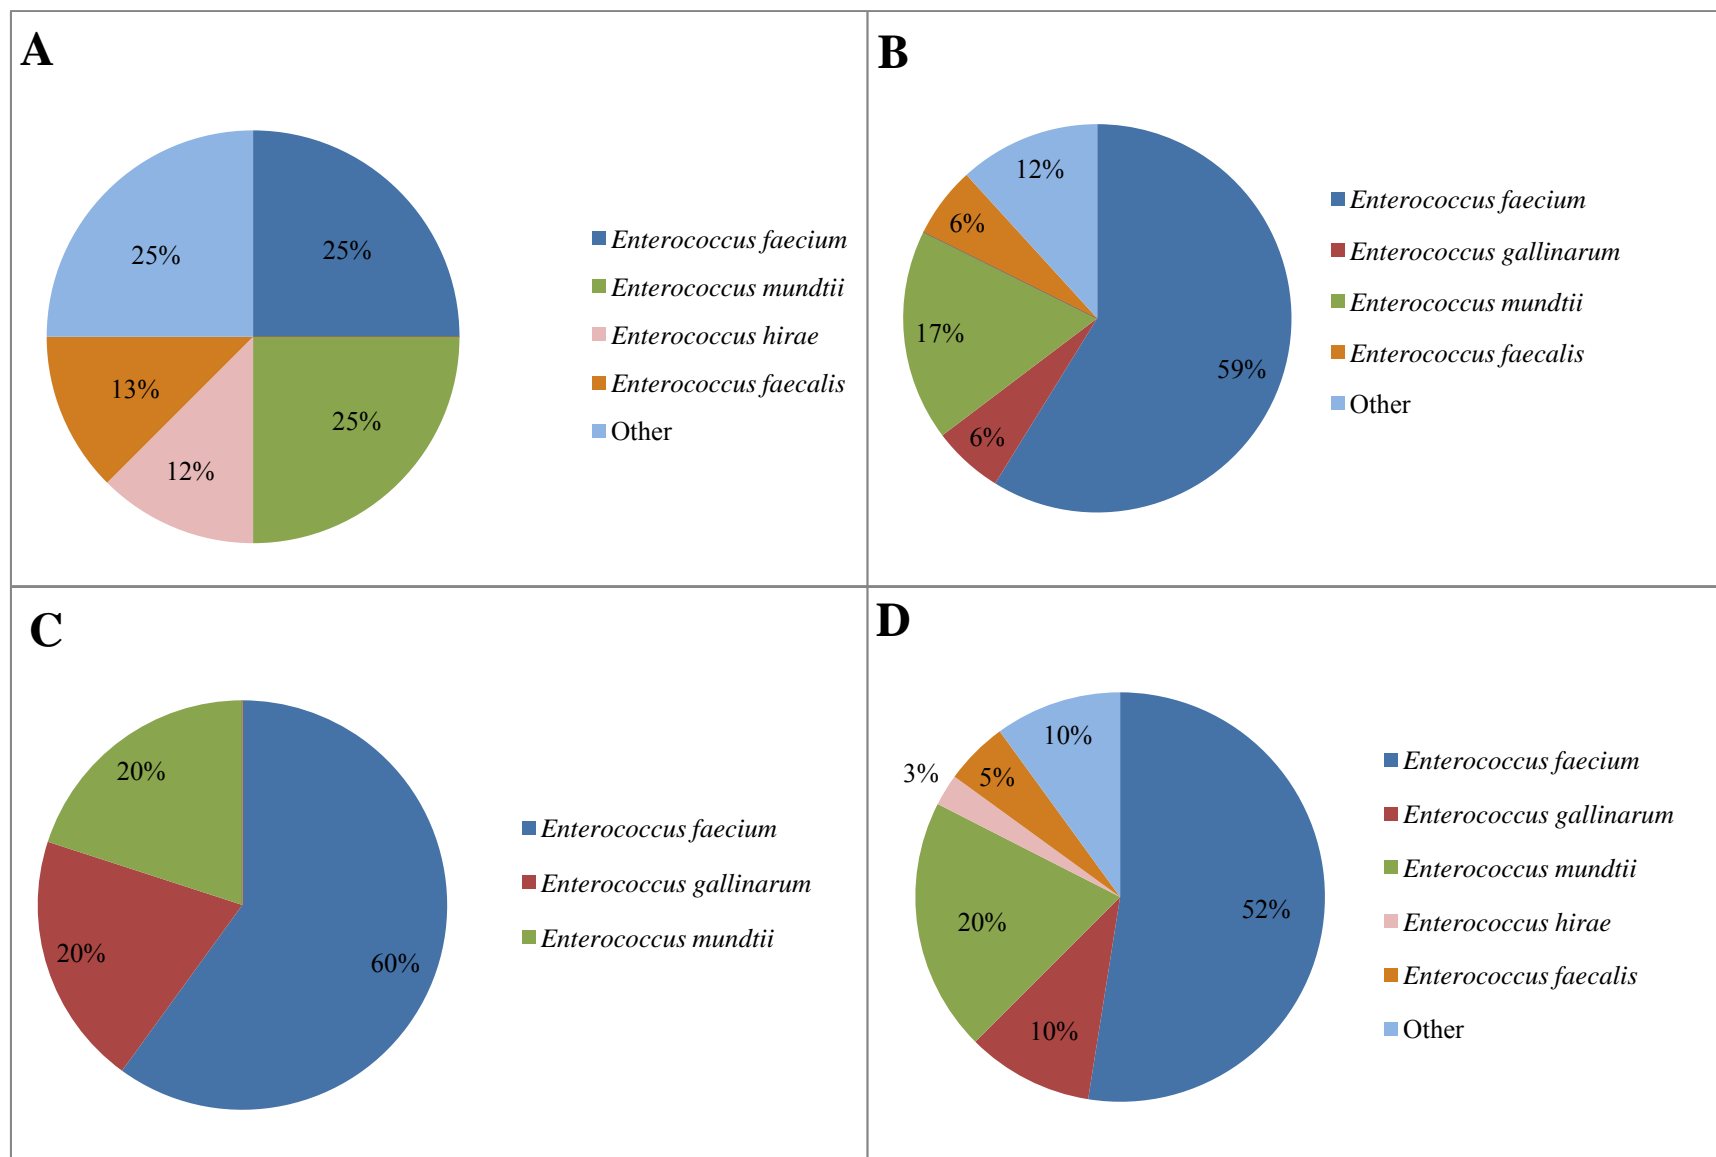 A
25%
25%
25%
12%
13%
Enterococcus faecium
Enterococcus mundtii
Enterococcus hirae
Enterococcus faecalis
Other
B
59%
6%
17%
6%
12%
Enterococcus faecium
Enterococcus gallinarum
Enterococcus mundtii
Enterococcus faecalis
Other
C
60%
20%
20%
Enterococcus faecium
Enterococcus gallinarum
Enterococcus mundtii
D
52%
10%
20%
3%
5%
10%
Enterococcus faecium
Enterococcus gallinarum
Enterococcus mundtii
Enterococcus hirae
Enterococcus faecalis
Other